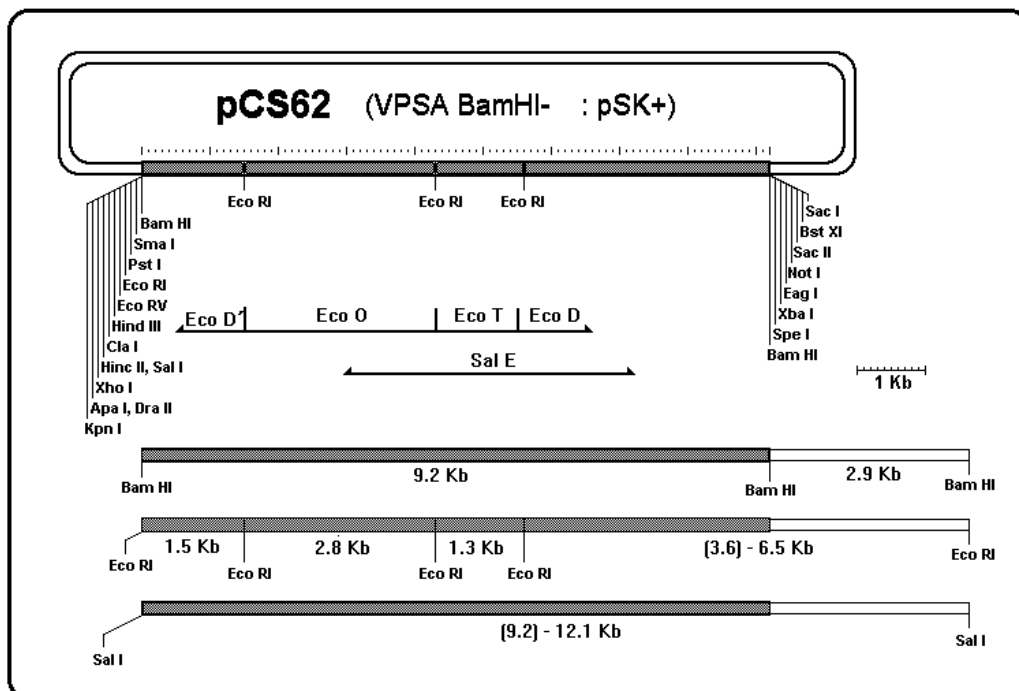 pCS62 (VPSA BamHI- : pSK+)
Eco RI Eco RI Eco RI
Bam HI
Sma I
Pst I
Eco RI
Eco RV
Hind III
Cla I
Hinc II, Sal I
Xho I
Apa I, Dra II
Kpn I
Sac I
Bst XI
Sac II
Not I
Eag I
Xba I
Spe I
Bam HI
Eco D' Eco O Eco T Eco D
Sal E
1 Kb
9.2 Kb 2.9 Kb
Bam HI Bam HI Bam HI
1.5 Kb 2.8 Kb 1.3 Kb (3.6) - 6.5 Kb
Eco RI Eco RI Eco RI Eco RI Eco RI
(9.2) - 12.1 Kb
Sal I Sal I